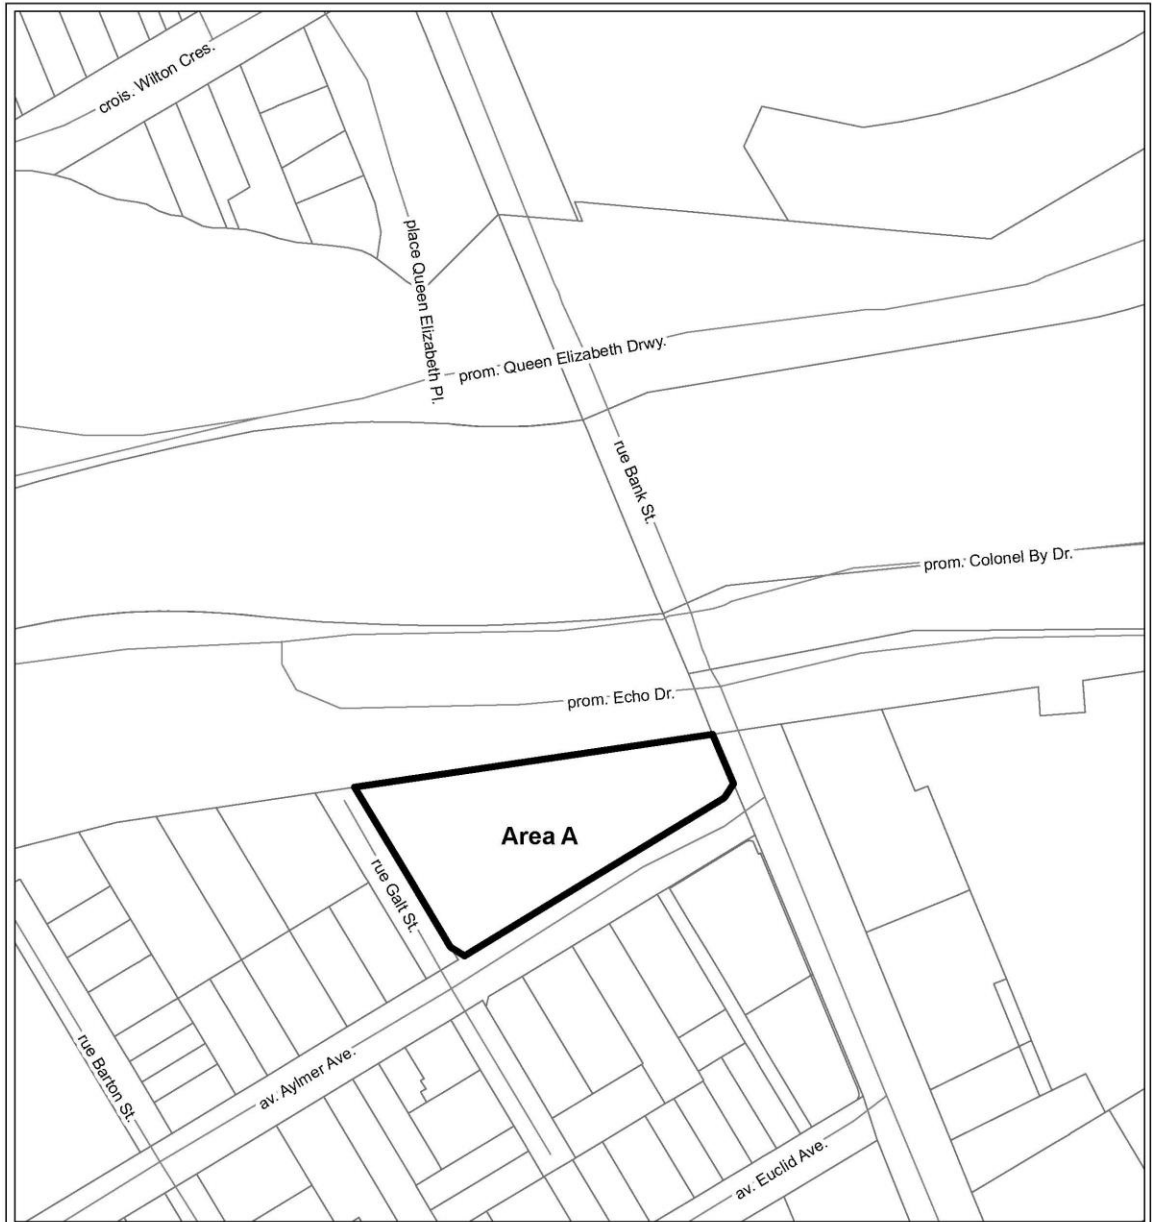 crois. Wilton Cres.
place Queen Elizabeth Pl.
prom. Queen Elizabeth Drwy.
rue Bank St.
prom. Colonel By Dr.
prom. Echo Dr.
Area A
rue Galt St.
rue Barton St.
av. Aylmer Ave.
av. Euclid Ave.